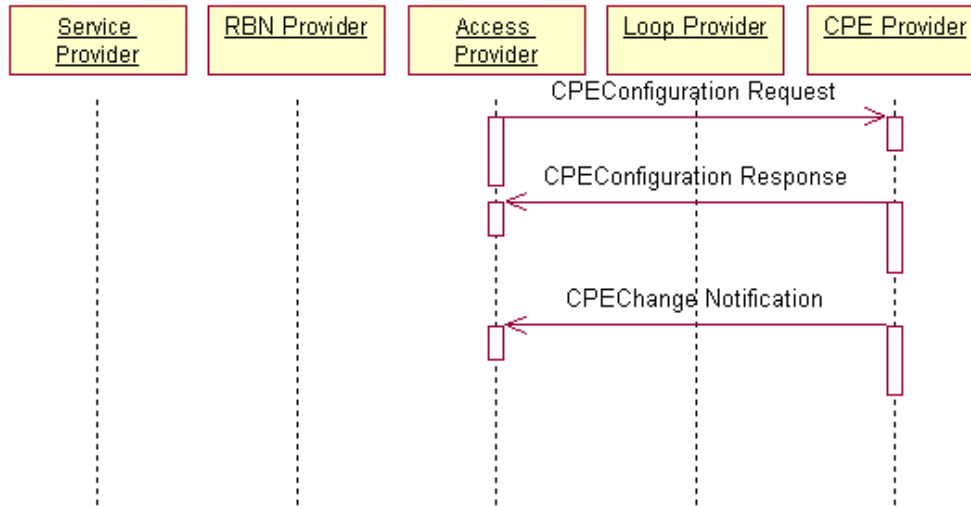 Service
Provider
RBN Provider
Access
Provider
Loop Provider
CPE Provider
CPEConfiguration Request
CPEConfiguration Response
CPEChange Notification